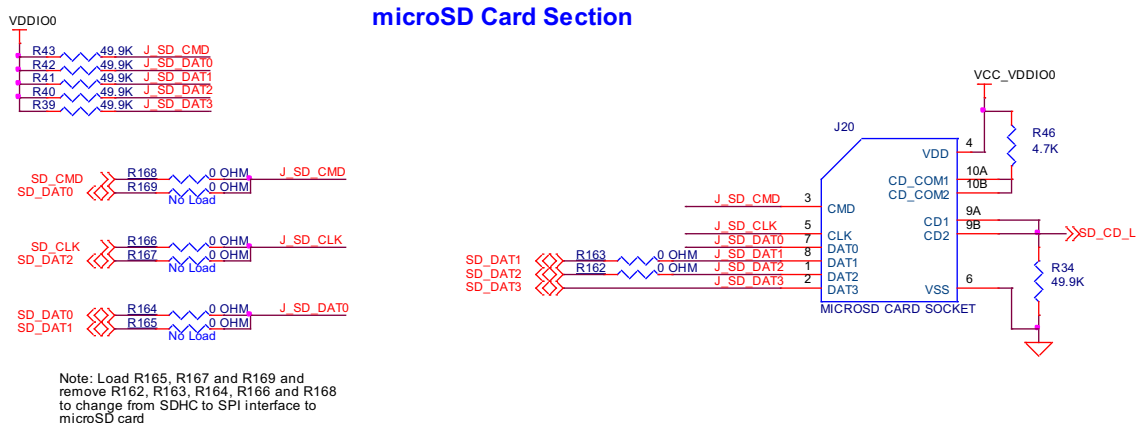 microSD Card Section
VDDIO0
R43 49.9K J_SD_CMD
R42 49.9K J_SD_DAT0
R41 49.9K J_SD_DAT1
R40 49.9K J_SD_DAT2
R39 49.9K J_SD_DAT3
SD_CMD R168 0 OHM J_SD_CMD
SD_DAT0 R169 0 OHM
No Load
SD_CLK R166 0 OHM J_SD_CLK
SD_DAT2 R167 0 OHM
No Load
SD_DAT0 R164 0 OHM J_SD_DAT0
SD_DAT1 R165 0 OHM
No Load
Note: Load R165, R167 and R169 and
remove R162, R163, R164, R166 and R168
to change from SDHC to SPI interface to
microSD card
VCC_VDDIO0
J20
R46
4.7K
4 VDD
10A CD_COM1
10B CD_COM2
J_SD_CMD 3 CMD
9A CD1
J_SD_CLK 5 CLK
9B CD2 SD_CD_L
J_SD_DAT0 7 DAT0
SD_DAT1 R163 0 OHM J_SD_DAT1 8 DAT1
SD_DAT2 R162 0 OHM J_SD_DAT2 1 DAT2
SD_DAT3 J_SD_DAT3 2 DAT3
R34
49.9K
6 VSS
MICROSD CARD SOCKET